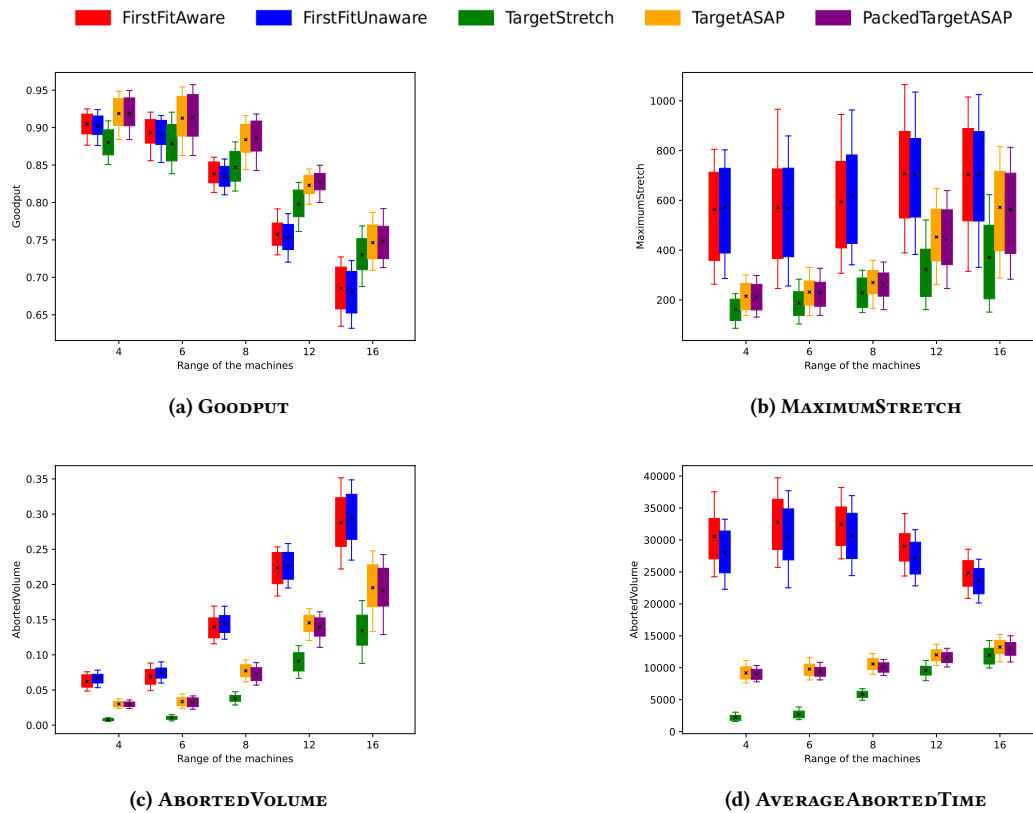 FirstFitAware FirstFitUnaware TargetStretch TargetASAP PackedTargetASAP
0.95
0.90
0.85
0.80
0.75
0.70
0.65
Goodput
4 6 8 12 16
Range of the machines
(a) GOODPUT
1000
800
600
400
200
MaximumStretch
4 6 8 12 16
Range of the machines
(b) MAXIMUMSTRETCH
0.35
0.30
0.25
0.20
0.15
0.10
0.05
0.00
AbortedVolume
4 6 8 12 16
Range of the machines
(c) ABORTEDVOLUME
40000
35000
30000
25000
20000
15000
10000
5000
0
AbortedVolume
4 6 8 12 16
Range of the machines
(d) AVERAGEABORTEDTIME